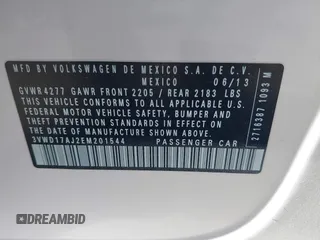 MFD. BY VOLKSWAGEN DE MEXICO S.A. DE C.V.
MEXICO 06/13
GVWR 4277 GAWR FRONT 2205 / REAR 2183 LBS
THIS VEHICLE CONFORMS TO ALL APPLICABLE U.S.
FEDERAL MOTOR VEHICLE SAFETY, BUMPER AND
THEFT PREVENTION STANDARDS IN EFFECT ON THE
DATE OF MANUFACTURE SHOWN ABOVE.
3VWD17AJ2EM201544 PASSENGER CAR
2716387 1093 M
DREAMBID